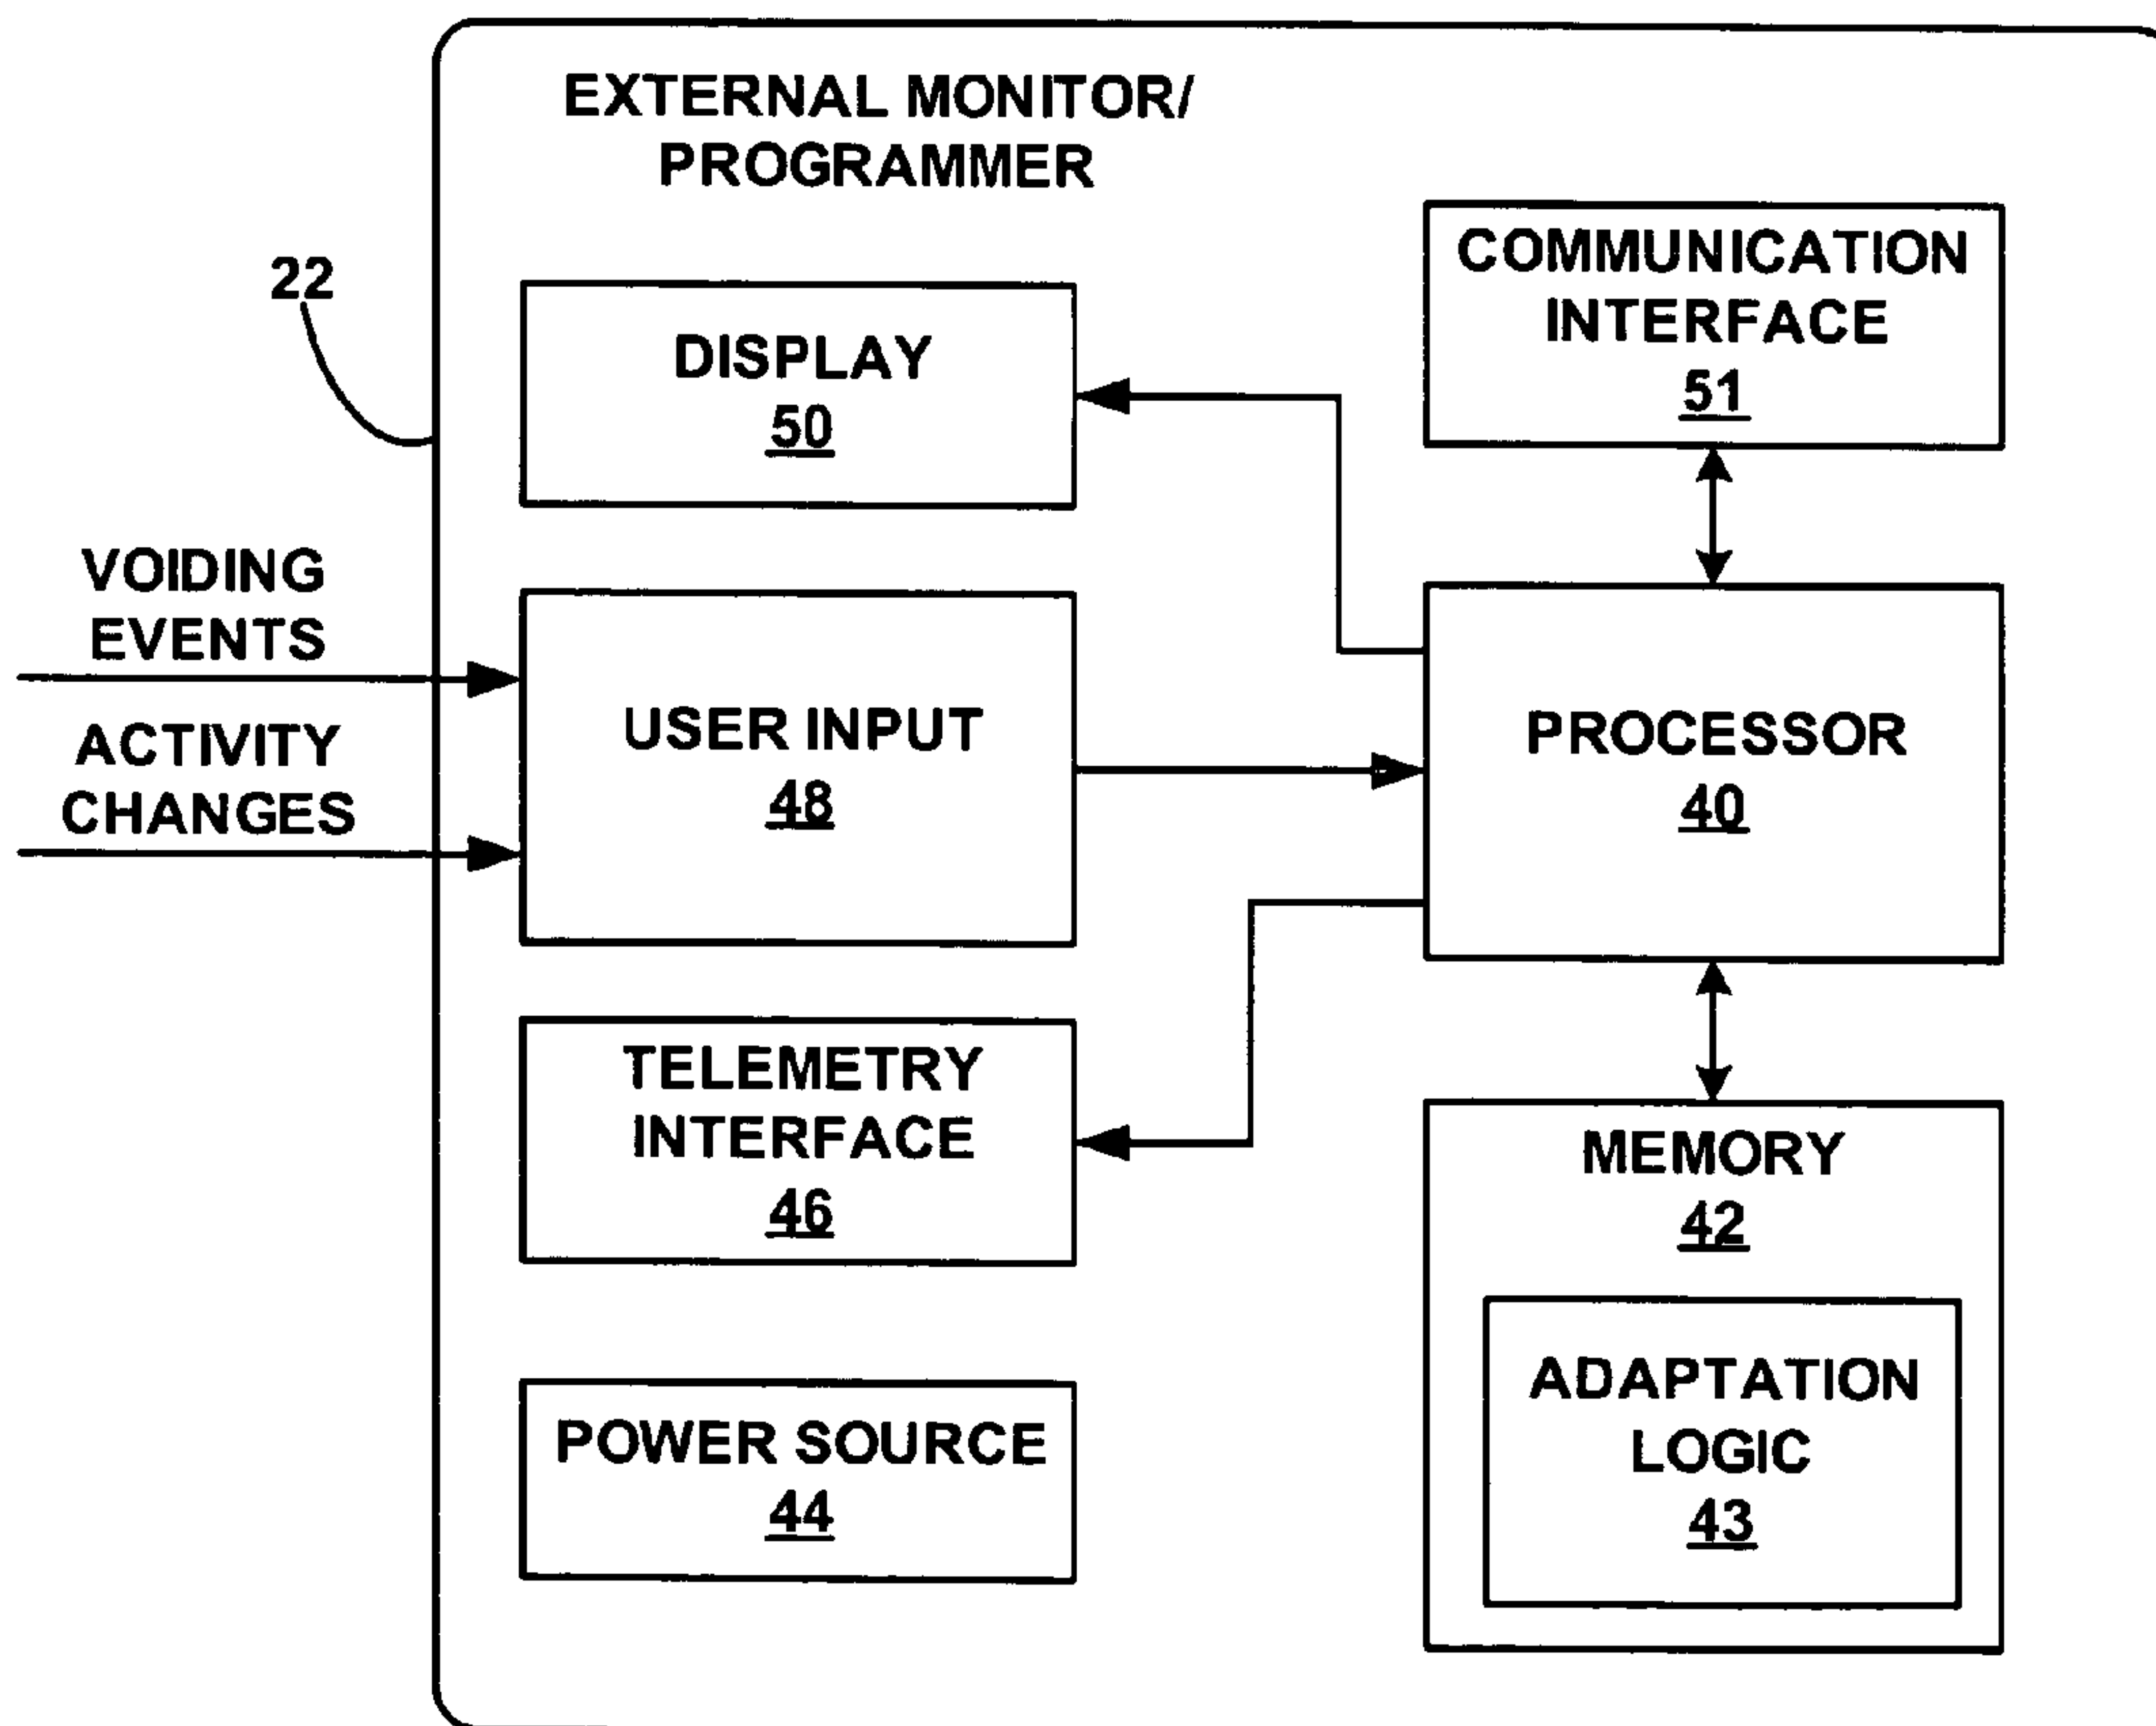 EXTERNAL MONITOR/
PROGRAMMER
22
DISPLAY
50
COMMUNICATION
INTERFACE
51
VOIDING
EVENTS
ACTIVITY
CHANGES
USER INPUT
48
PROCESSOR
40
TELEMETRY
INTERFACE
46
MEMORY
42
ADAPTATION
LOGIC
43
POWER SOURCE
44